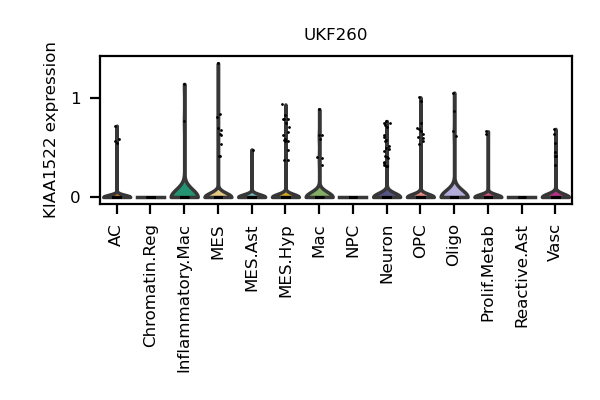 UKF260
KIAA1522 expression
1
0
AC
Chromatin.Reg
Inflammatory.Mac
MES
MES.Ast
MES.Hyp
Mac
NPC
Neuron
OPC
Oligo
Prolif.Metab
Reactive.Ast
Vasc